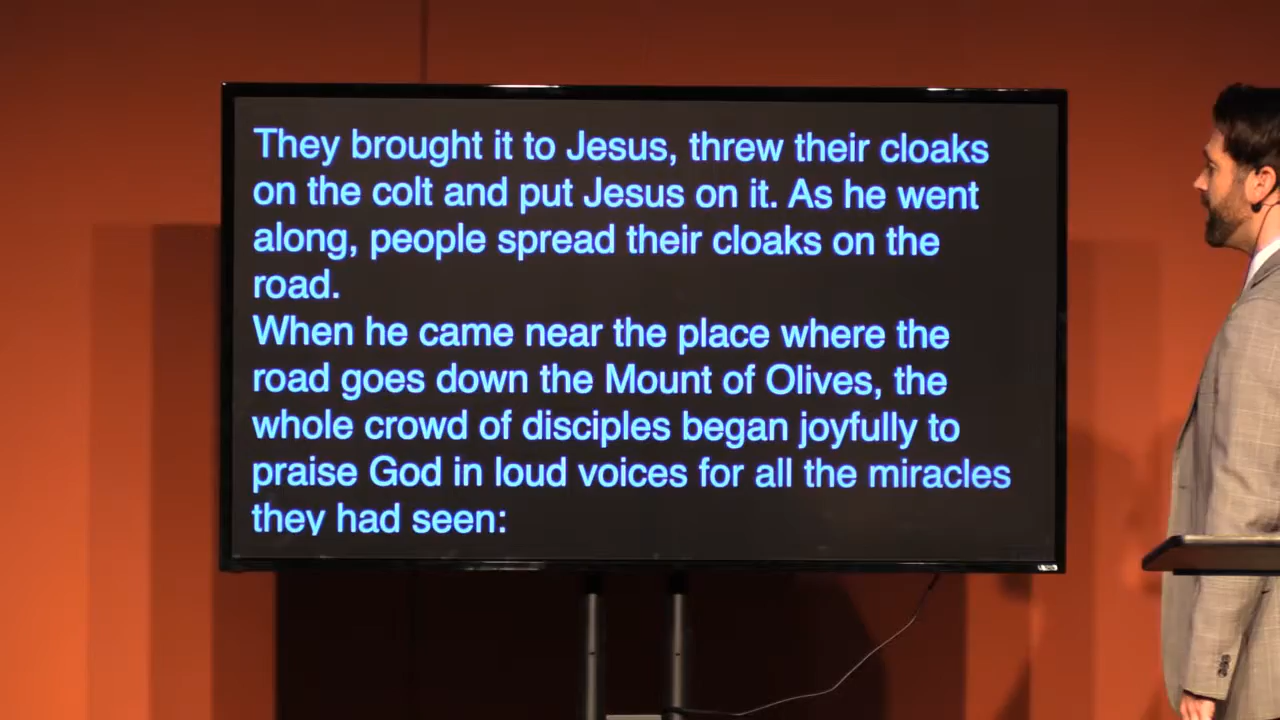 They brought it to Jesus, threw their cloaks
on the colt and put Jesus on it. As he went
along, people spread their cloaks on the
road.
When he came near the place where the
road goes down the Mount of Olives, the
whole crowd of disciples began joyfully to
praise God in loud voices for all the miracles
they had seen: